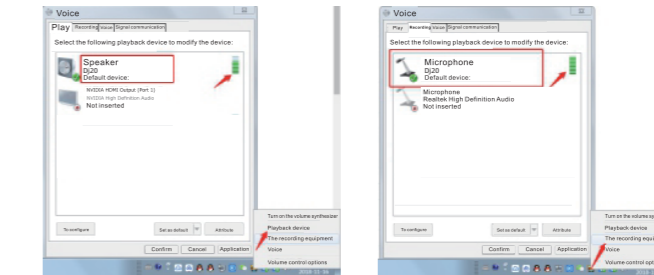 Voice
Play Recording Voice Signal communication
Select the following playback device to modify the device:
Speaker
Dj20
Default device:
NVIDIA HDMI Output (Port 1)
NVIDIA High Definition Audio
Not inserted
To configure Set as default Attribute
Confirm Cancel Application
Turn on the volume synthesizer
Playback device
The recording equipment
Voice
Volume control options
Voice
Play Recording Voice Signal communication
Select the following playback device to modify the device:
Microphone
Dj20
Default device:
Microphone
Realtek High Definition Audio
Not inserted
To configure Set as default Attribute
Confirm Cancel Application
Turn on the volume sy
Playback device
The recording equi
Voice
Volume control opt